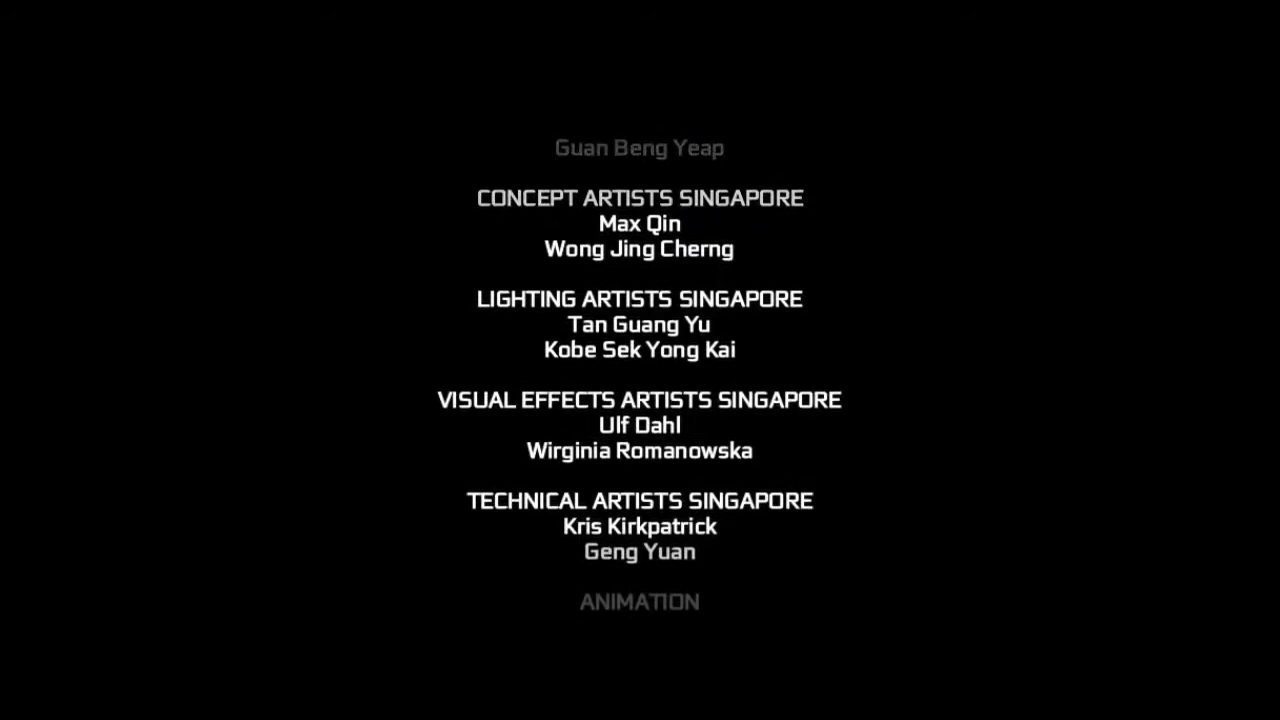 Guan Beng Yeap
CONCEPT ARTISTS SINGAPORE
Max Qin
Wong Jing Cherng
LIGHTING ARTISTS SINGAPORE
Tan Guang Yu
Kobe Sek Yong Kai
VISUAL EFFECTS ARTISTS SINGAPORE
Ulf Dahl
Wirginia Romanowska
TECHNICAL ARTISTS SINGAPORE
Kris Kirkpatrick
Geng Yuan
ANIMATION